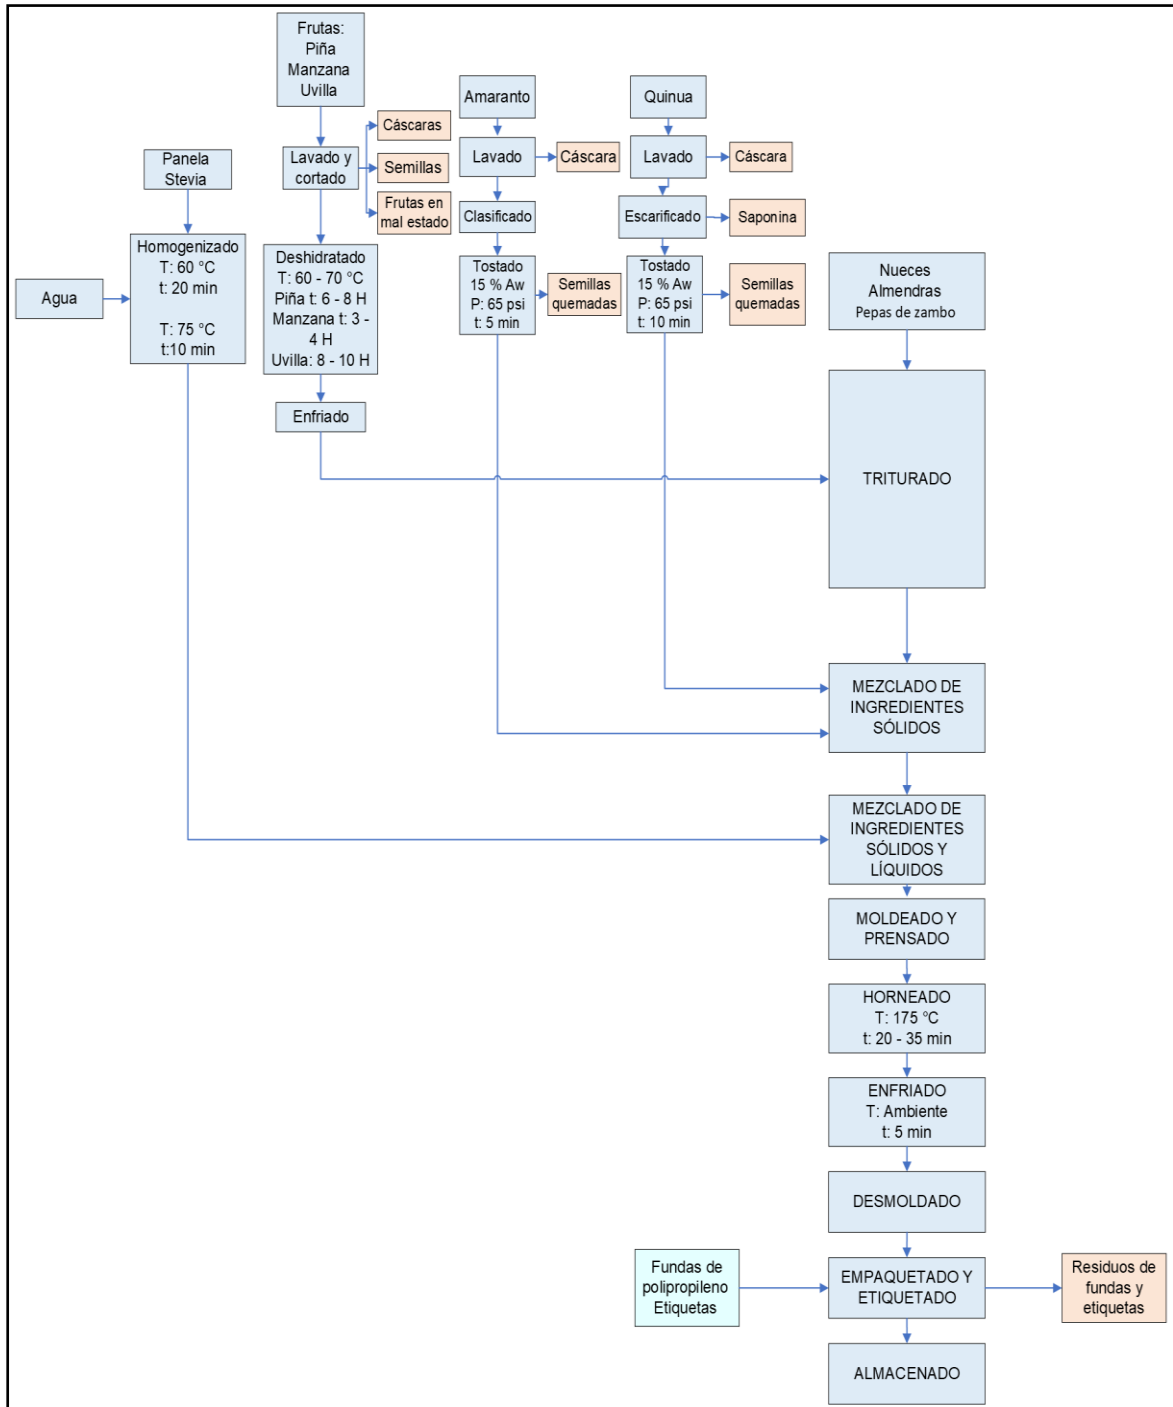 Frutas:
Piña
Manzana
Uvilla
Amaranto
Quinua
Cáscaras
Panela
Stevia
Lavado y
cortado
Semillas
Frutas en
mal estado
Lavado
Cáscara
Lavado
Cáscara
Clasificado
Escarificado
Saponina
Agua
Homogenizado
T: 60 °C
t: 20 min
T: 75 °C
t:10 min
Deshidratado
T: 60 - 70 °C
Piña t: 6 - 8 H
Manzana t: 3 -
4 H
Uvilla: 8 - 10 H
Tostado
15 % Aw
P: 65 psi
t: 5 min
Semillas
quemadas
Tostado
15 % Aw
P: 65 psi
t: 10 min
Semillas
quemadas
Nueces
Almendras
Pepas de zambo
Enfriado
TRITURADO
MEZCLADO DE
INGREDIENTES
SÓLIDOS
MEZCLADO DE
INGREDIENTES
SÓLIDOS Y
LÍQUIDOS
MOLDEADO Y
PRENSADO
HORNEADO
T: 175 °C
t: 20 - 35 min
ENFRIADO
T: Ambiente
t: 5 min
DESMOLDADO
Fundas de
polipropileno
Etiquetas
EMPAQUETADO Y
ETIQUETADO
Residuos de
fundas y
etiquetas
ALMACENADO